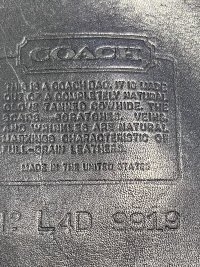 COACH
THIS IS A COACH BAG. IT IS MADE
OUT OF A COMPLETELY NATURAL
GLOVE TANNED COWHIDE. THE
SCARS, SCRATCHES, VEINS
AND WRINKLES ARE NATURAL
MARKINGS CHARACTERISTIC OF
FULL-GRAIN LEATHERS.
MADE IN THE UNITED STATES
L4D 9919